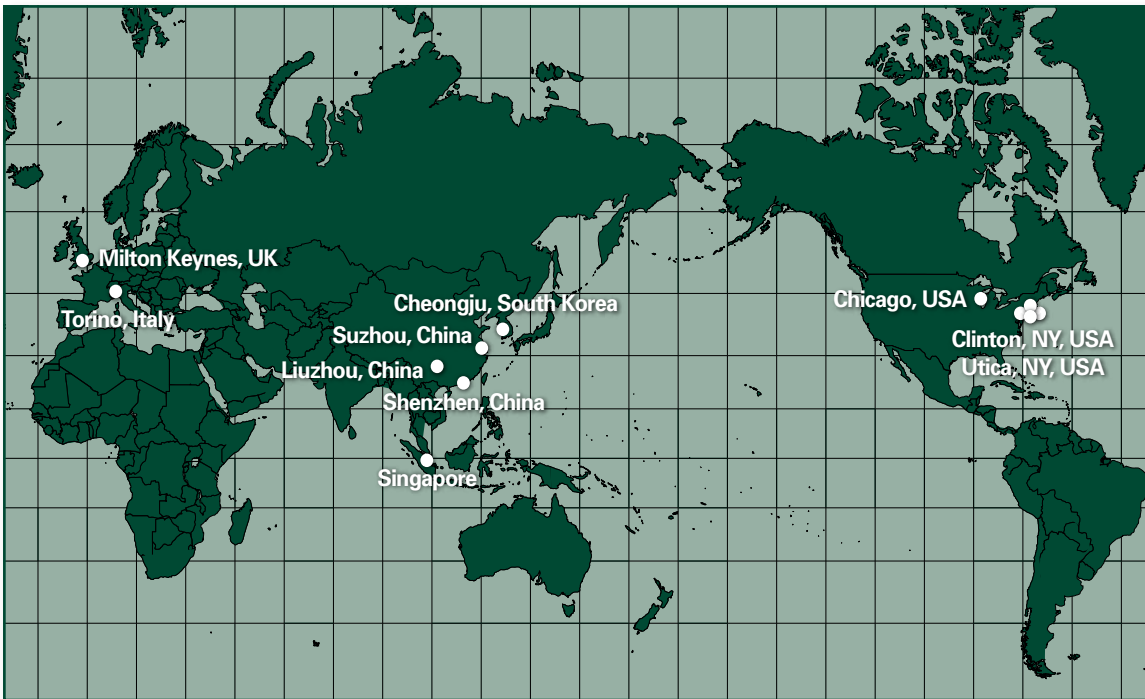 Milton Keynes, UK
Torino, Italy
Cheongju, South Korea
Suzhou, China
Liuzhou, China
Shenzhen, China
Singapore
Chicago, USA
Clinton, NY, USA
Utica, NY, USA